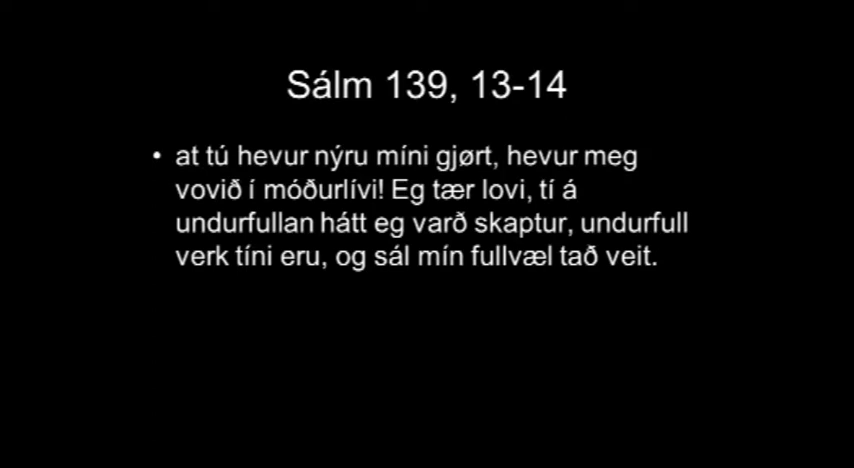 Sálm 139, 13-14
• at tú hevur nýru míni gjørt, hevur meg
vovið í móðurlívi! Eg tær lovi, tí á
undurfullan hátt eg varð skaptur, undurfull
verk tíni eru, og sál mín fullvæl tað veit.